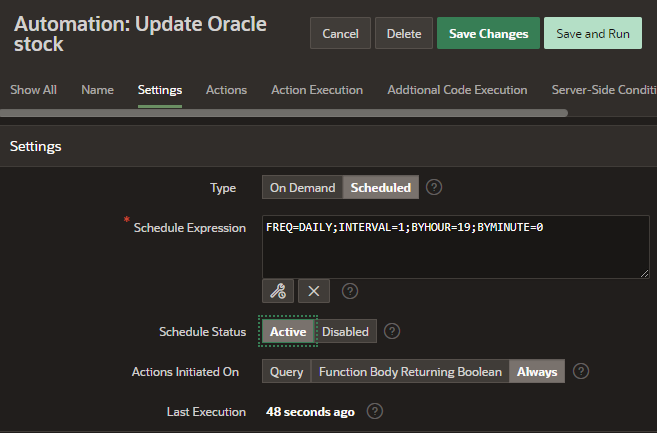 Automation: Update Oracle
stock
Cancel
Delete
Save Changes
Save and Run
Show All
Name
Settings
Actions
Action Execution
Addtional Code Execution
Server-Side Conditi
Settings
Type
On Demand
Scheduled
?
* Schedule Expression
FREQ=DAILY;INTERVAL=1;BYHOUR=19;BYMINUTE=0
?
Schedule Status
Active
Disabled
?
Actions Initiated On
Query
Function Body Returning Boolean
Always
?
Last Execution
48 seconds ago
?